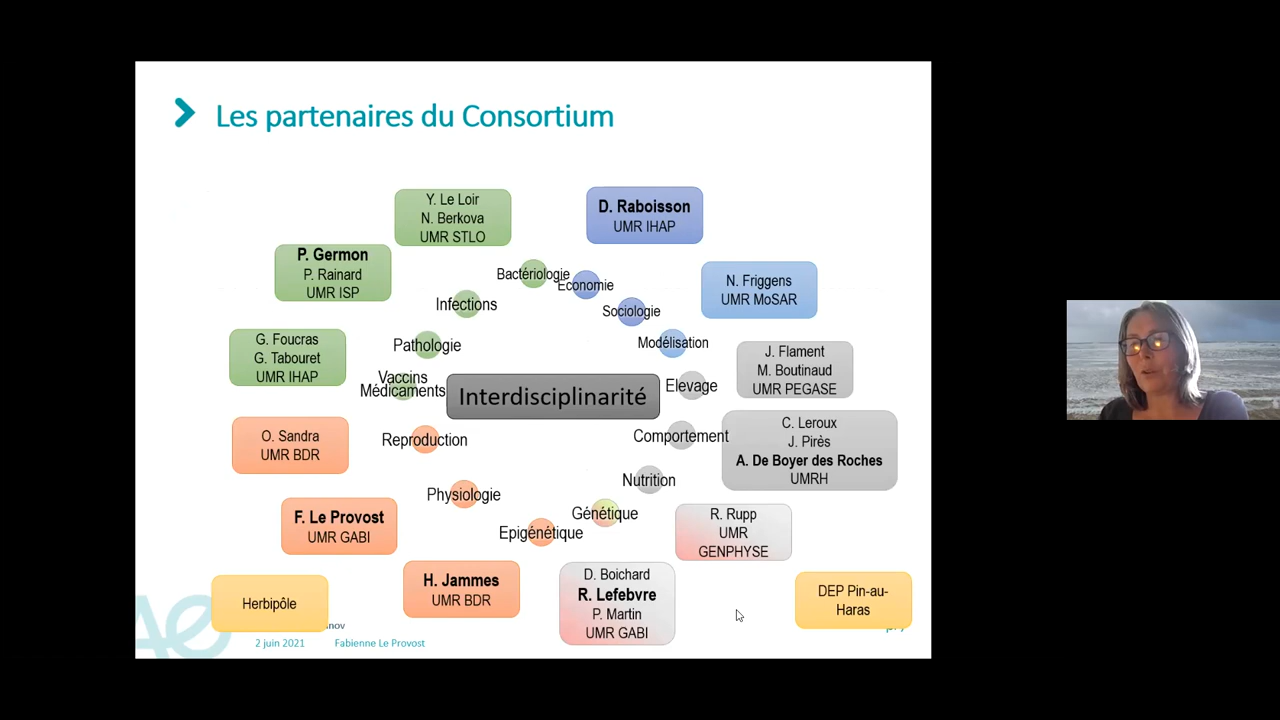 Les partenaires du Consortium
Y. Le Loir
N. Berkova
UMR STLO
D. Raboisson
UMR IHAP
P. Germon
P. Rainard
UMR ISP
N. Friggens
UMR MoSAR
Bactériologie
Economie
Infections
Sociologie
G. Foucras
G. Tabouret
UMR IHAP
Pathologie
Modélisation
J. Flament
M. Boutinaud
UMR PEGASE
Vaccins
Médicaments
Interdisciplinarité
Elevage
O. Sandra
UMR BDR
Reproduction
Comportement
C. Leroux
J. Pirès
A. De Boyer des Roches
UMRH
Nutrition
Physiologie
Génétique
Epigénétique
F. Le Provost
UMR GABI
R. Rupp
UMR
GENPHYSE
H. Jammes
UMR BDR
D. Boichard
R. Lefebvre
P. Martin
UMR GABI
Herbipôle
DEP Pin-au-
Haras
2 juin 2021 Fabienne Le Provost